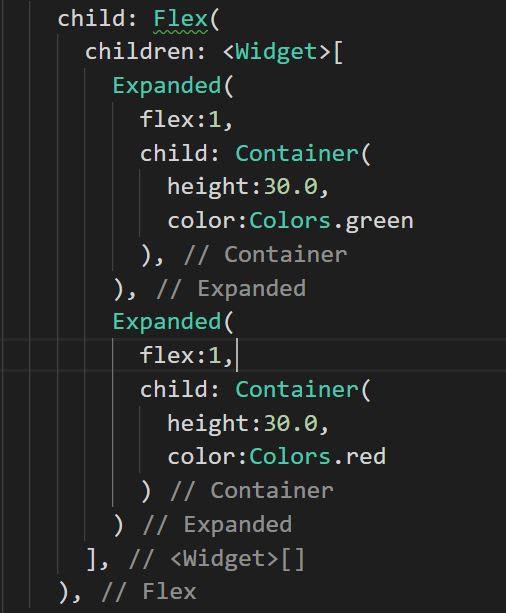 child: Flex(
children: <Widget>[
Expanded(
flex:1,
child: Container(
height:30.0,
color:Colors.green
), // Container
), // Expanded
Expanded(
flex:1,
child: Container(
height:30.0,
color:Colors.red
) // Container
) // Expanded
], // <Widget>[]
), // Flex